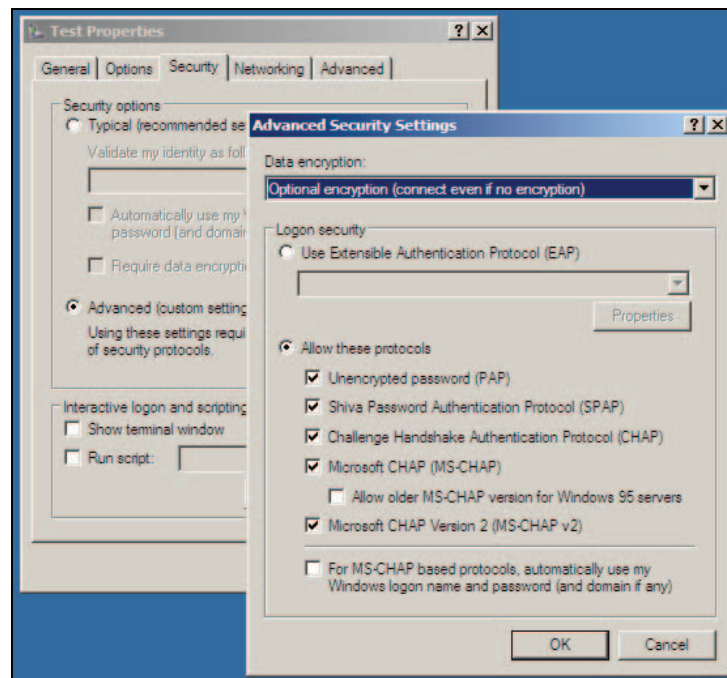 Test Properties
General
Options
Security
Networking
Advanced
Security options
Typical (recommended se
Validate my identity as foll
Automatically use my
password (and domai
Require data encrypti
Advanced (custom setting
Using these settings requi
of security protocols.
Interactive logon and scripting
Show terminal window
Run script:
Advanced Security Settings
Data encryption:
Optional encryption (connect even if no encryption)
Logon security
Use Extensible Authentication Protocol (EAP)
Properties
Allow these protocols
Unencrypted password (PAP)
Shiva Password Authentication Protocol (SPAP)
Challenge Handshake Authentication Protocol (CHAP)
Microsoft CHAP (MS-CHAP)
Allow older MS-CHAP version for Windows 95 servers
Microsoft CHAP Version 2 (MS-CHAP v2)
For MS-CHAP based protocols, automatically use my
Windows logon name and password (and domain if any)
OK
Cancel